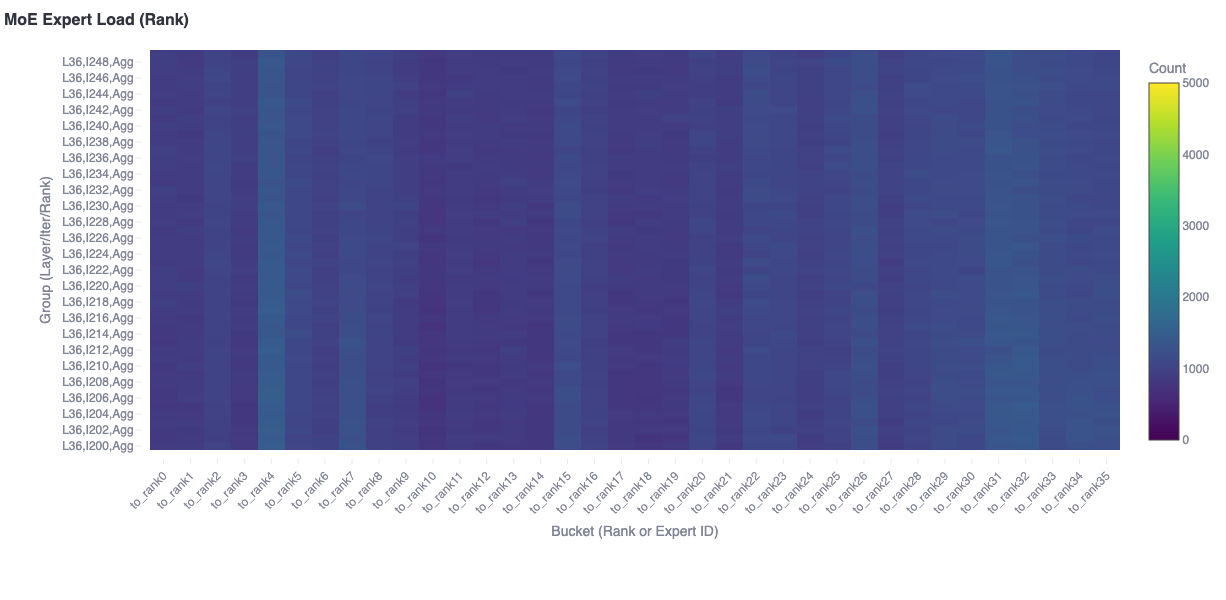 MoE Expert Load (Rank)
Count
5000
4000
3000
2000
1000
0
Group (Layer/Iter/Rank)
L36,I248,Agg
L36,I246,Agg
L36,I244,Agg
L36,I242,Agg
L36,I240,Agg
L36,I238,Agg
L36,I236,Agg
L36,I234,Agg
L36,I232,Agg
L36,I230,Agg
L36,I228,Agg
L36,I226,Agg
L36,I224,Agg
L36,I222,Agg
L36,I220,Agg
L36,I218,Agg
L36,I216,Agg
L36,I214,Agg
L36,I212,Agg
L36,I210,Agg
L36,I208,Agg
L36,I206,Agg
L36,I204,Agg
L36,I202,Agg
L36,I200,Agg
to_rank0
to_rank1
to_rank2
to_rank3
to_rank4
to_rank5
to_rank6
to_rank7
to_rank8
to_rank9
to_rank10
to_rank11
to_rank12
to_rank13
to_rank14
to_rank15
to_rank16
to_rank17
to_rank18
to_rank19
to_rank20
to_rank21
to_rank22
to_rank23
to_rank24
to_rank25
to_rank26
to_rank27
to_rank28
to_rank29
to_rank30
to_rank31
to_rank32
to_rank33
to_rank34
to_rank35
Bucket (Rank or Expert ID)